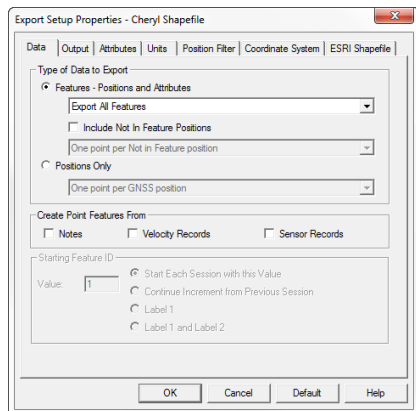 Export Setup Properties - Cheryl Shapefile
Data Output Attributes Units Position Filter Coordinate System ESRI Shapefile
Type of Data to Export
Features - Positions and Attributes
Export All Features
Include Not In Feature Positions
One point per Not in Feature position
Positions Only
One point per GNSS position
Create Point Features From
Notes Velocity Records Sensor Records
Starting Feature ID
Value: 1 Start Each Session with this Value
Continue Increment from Previous Session
Label 1
Label 1 and Label 2
OK Cancel Default Help